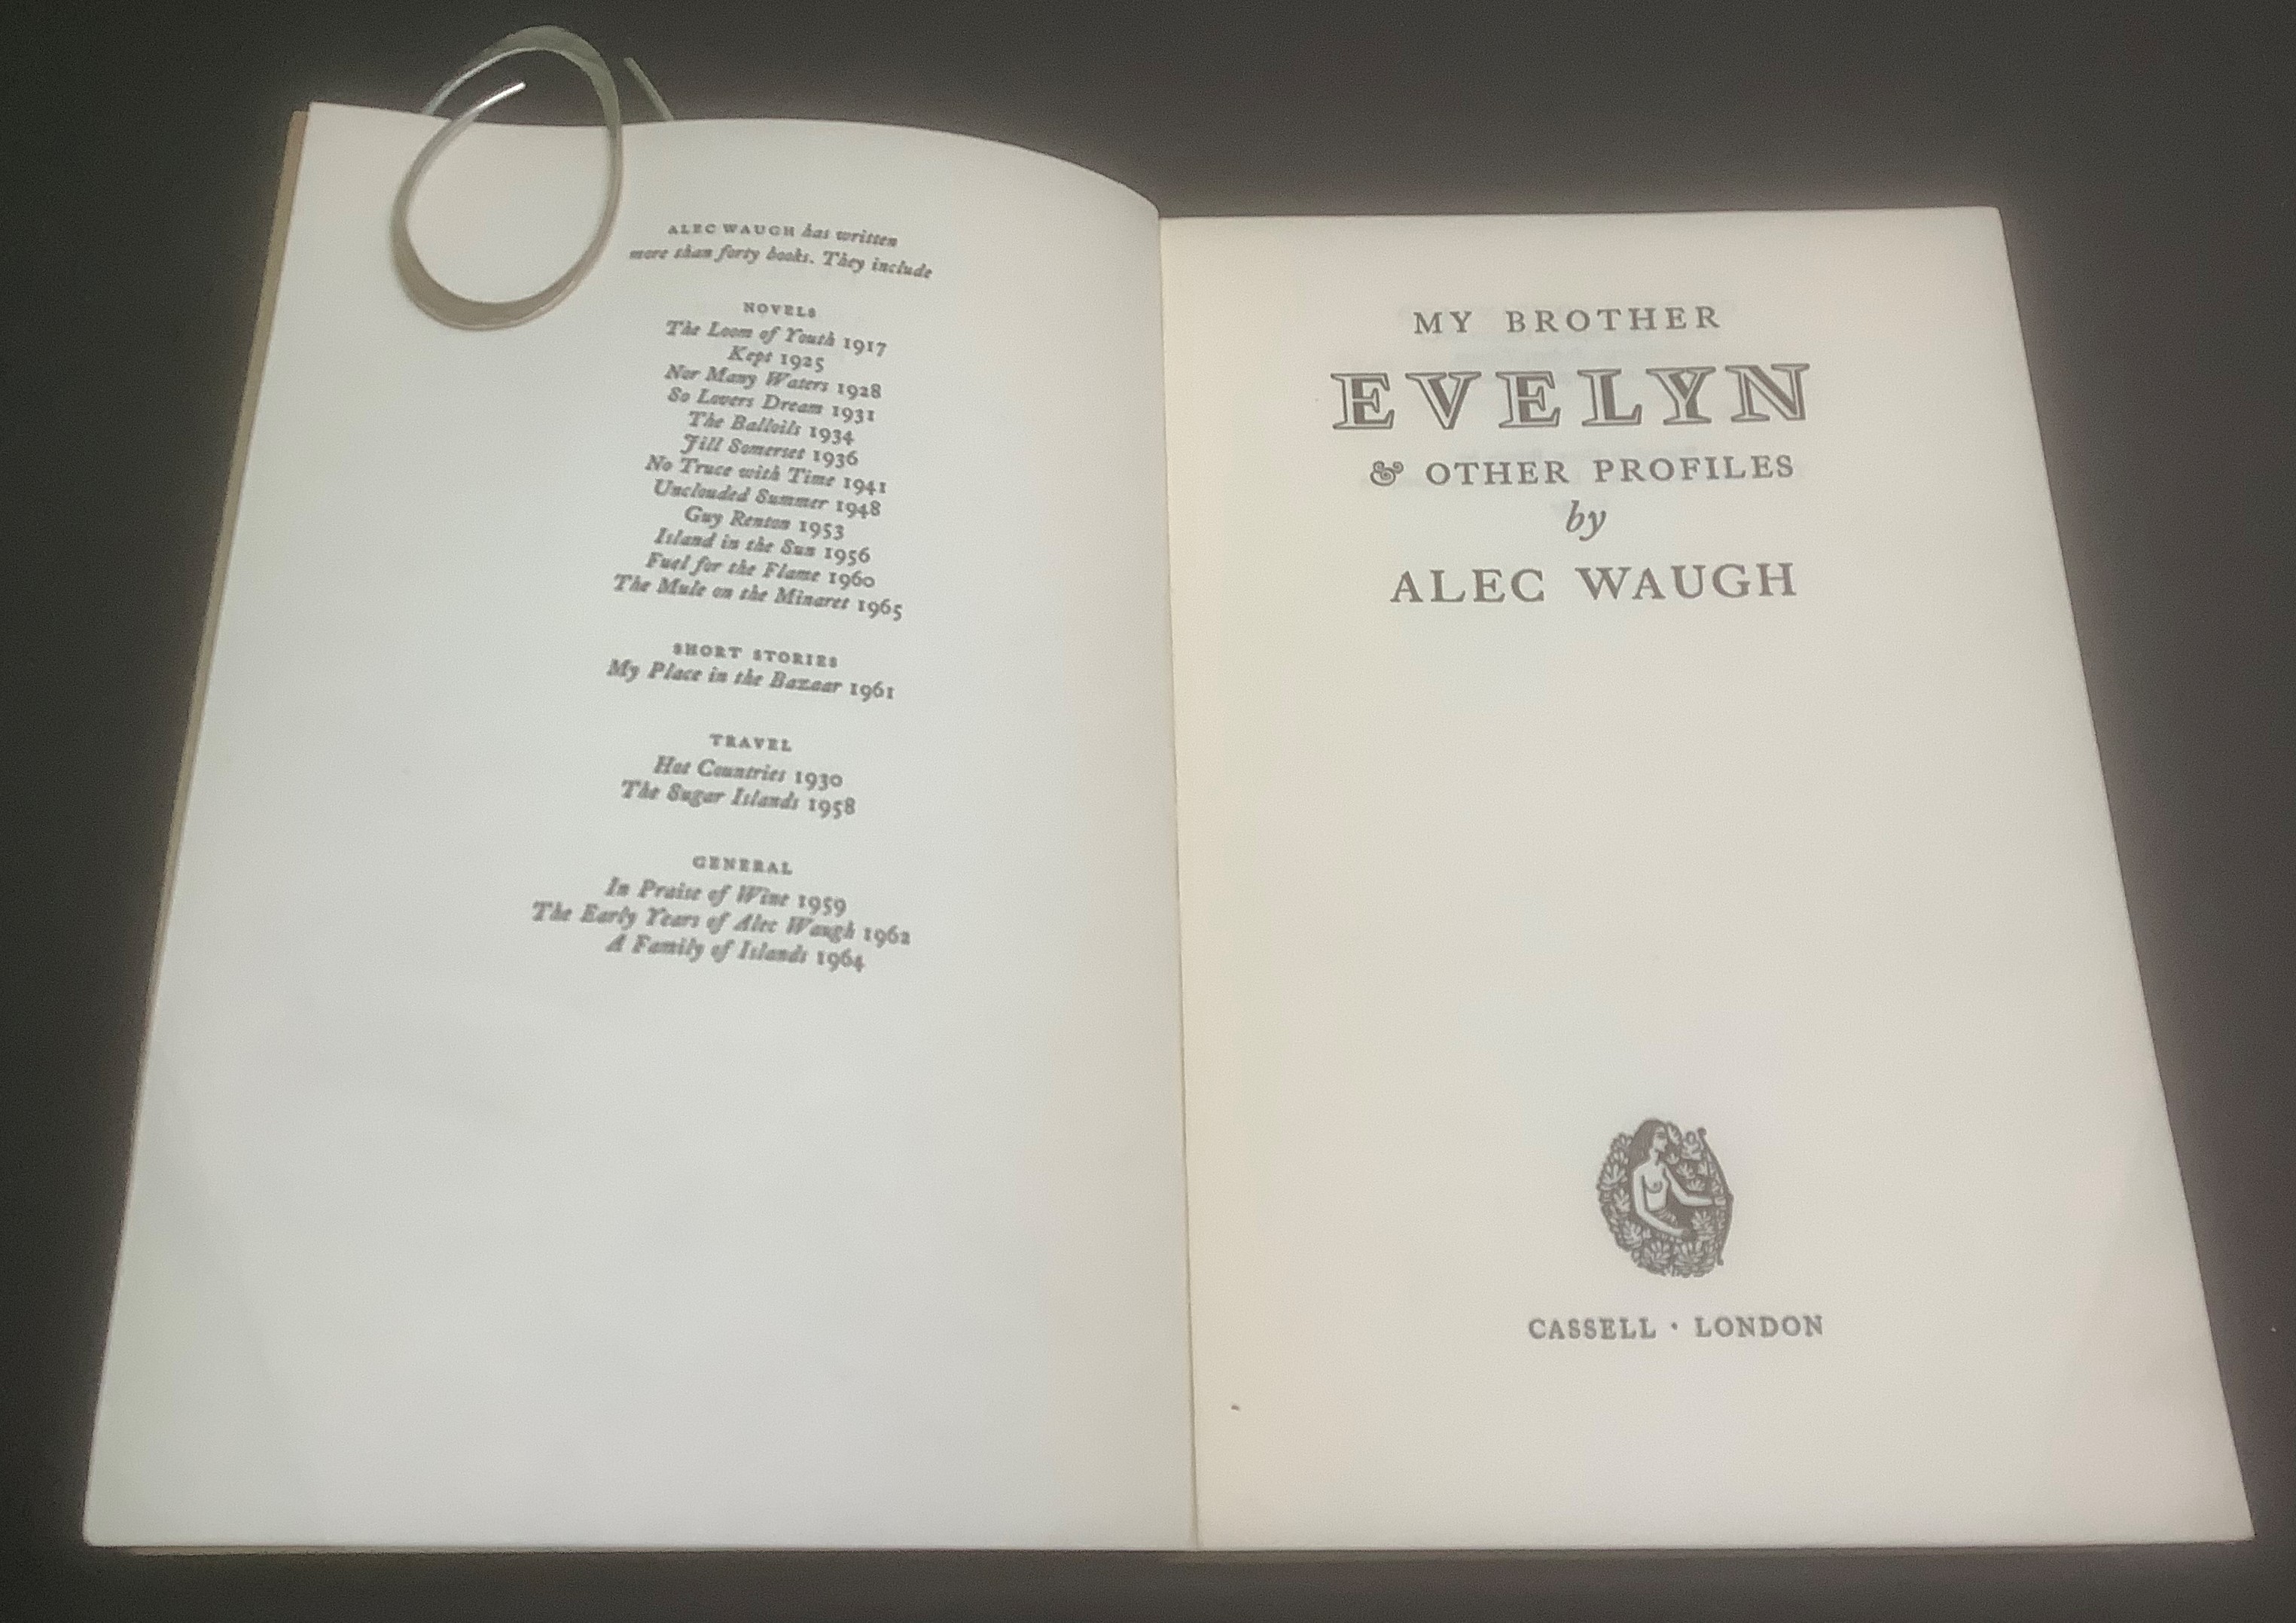 ALEC WAUGH has written
more than forty books. They include
NOVELS
The Loom of Youth 1917
Kept 1925
Nor Many Waters 1928
So Lovers Dream 1931
The Balliols 1934
Jill Somerset 1936
No Truce with Time 1941
Unclouded Summer 1948
Guy Renton 1953
Island in the Sun 1956
Fuel for the Flame 1960
The Mule on the Minaret 1965
SHORT STORIES
My Place in the Bazaar 1961
TRAVEL
Hot Countries 1930
The Sugar Islands 1958
GENERAL
In Praise of Wine 1959
The Early Years of Alec Waugh 1962
A Family of Islands 1964
MY BROTHER
EVELYN
& OTHER PROFILES
by
ALEC WAUGH
CASSELL · LONDON